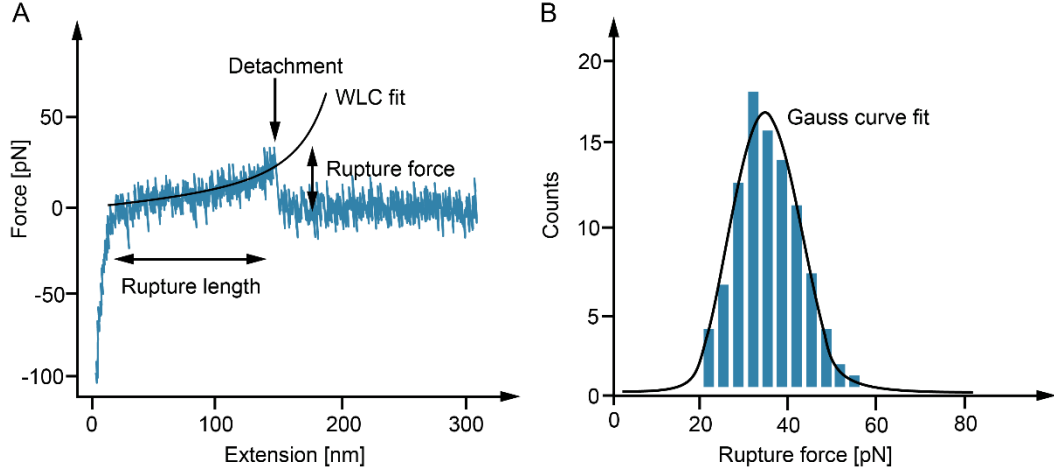 A
Detachment
WLC fit
50
Rupture force
0
Force [pN]
Rupture length
-50
-100
0
100
200
300
Extension [nm]
B
20
Gauss curve fit
15
Counts
10
5
0
0
20
40
60
80
Rupture force [pN]